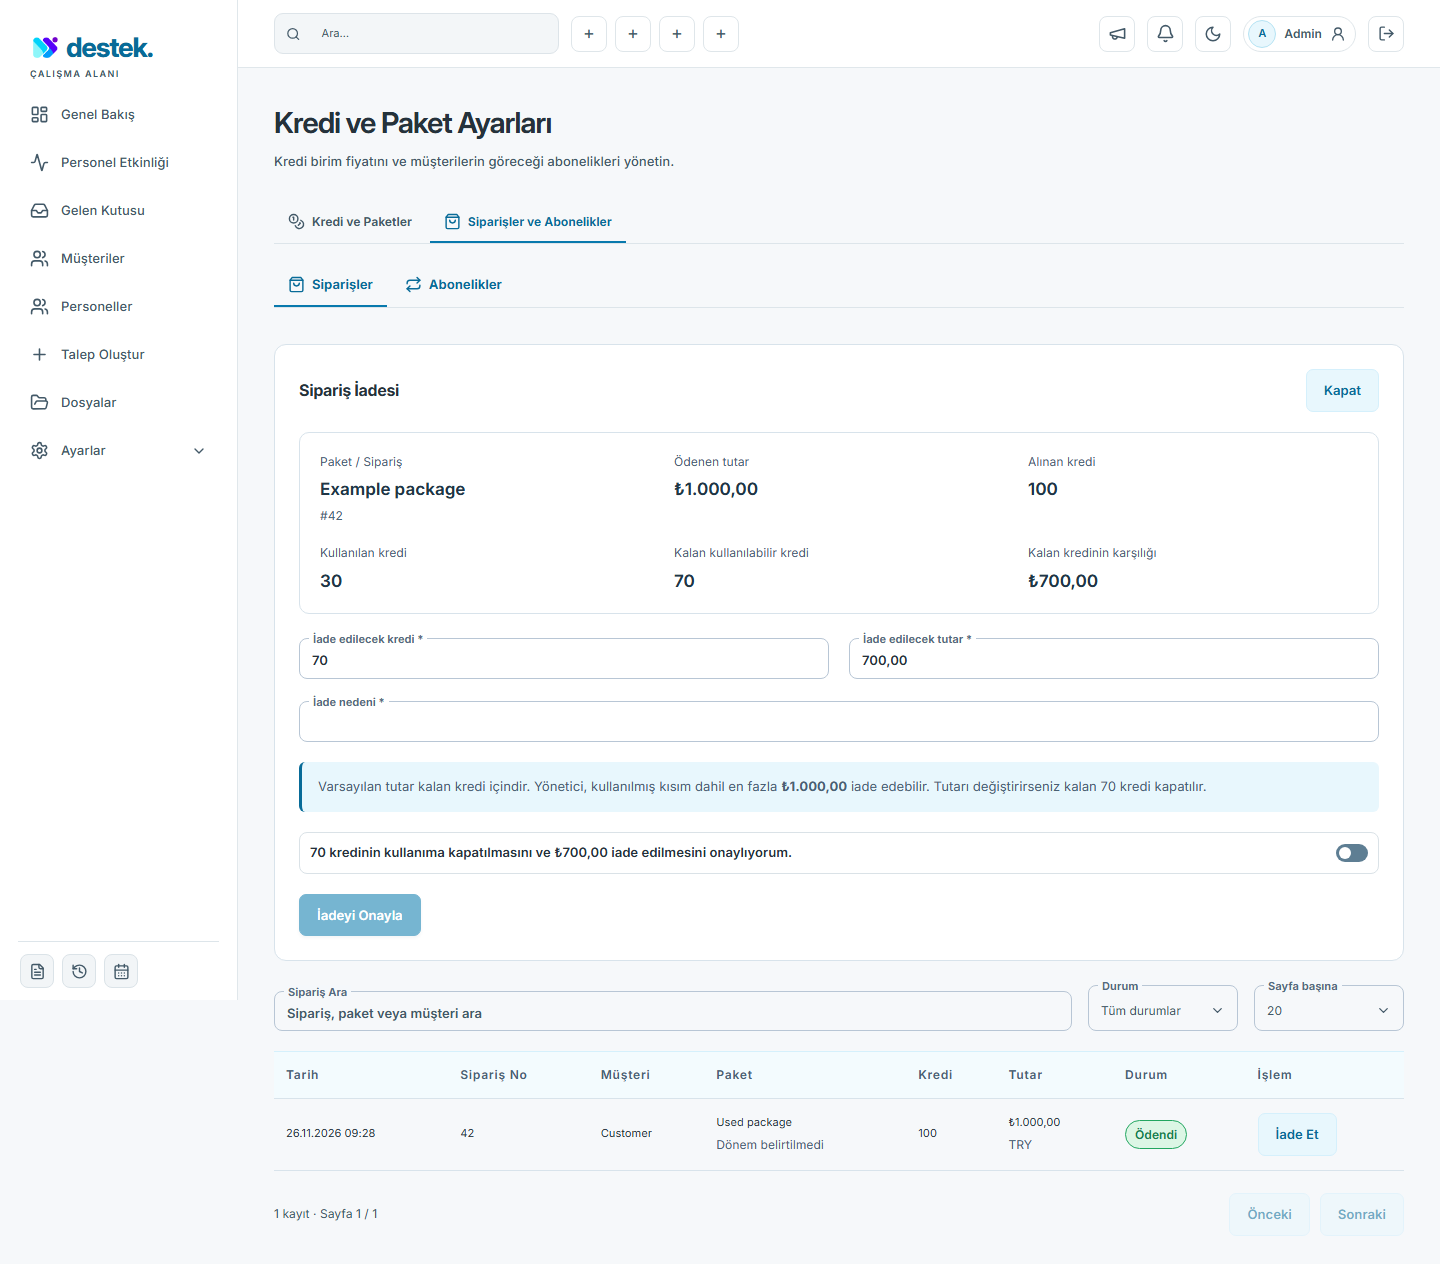 destek.
ÇALIŞMA ALANI
Genel Bakış
Personel Etkinliği
Gelen Kutusu
Müşteriler
Personeller
Talep Oluştur
Dosyalar
Ayarlar
Ara...
A Admin
Kredi ve Paket Ayarları
Kredi birim fiyatını ve müşterilerin göreceği abonelikleri yönetin.
Kredi ve Paketler Siparişler ve Abonelikler
Siparişler Abonelikler
Sipariş İadesi
Kapat
Paket / Sipariş Ödenen tutar Alınan kredi
Example package ₺1.000,00 100
#42
Kullanılan kredi Kalan kullanılabilir kredi Kalan kredinin karşılığı
30 70 ₺700,00
İade edilecek kredi * İade edilecek tutar *
70 700,00
İade nedeni *
Varsayılan tutar kalan kredi içindir. Yönetici, kullanılmış kısım dahil en fazla ₺1.000,00 iade edebilir. Tutarı değiştirirseniz kalan 70 kredi kapatılır.
70 kredinin kullanıma kapatılmasını ve ₺700,00 iade edilmesini onaylıyorum.
İadeyi Onayla
Sipariş Ara Durum Sayfa başına
Sipariş, paket veya müşteri ara Tüm durumlar 20
Tarih Sipariş No Müşteri Paket Kredi Tutar Durum İşlem
26.11.2026 09:28 42 Customer Used package 100 ₺1.000,00 Ödendi İade Et
Dönem belirtilmedi TRY
1 kayıt · Sayfa 1 / 1
Önceki Sonraki